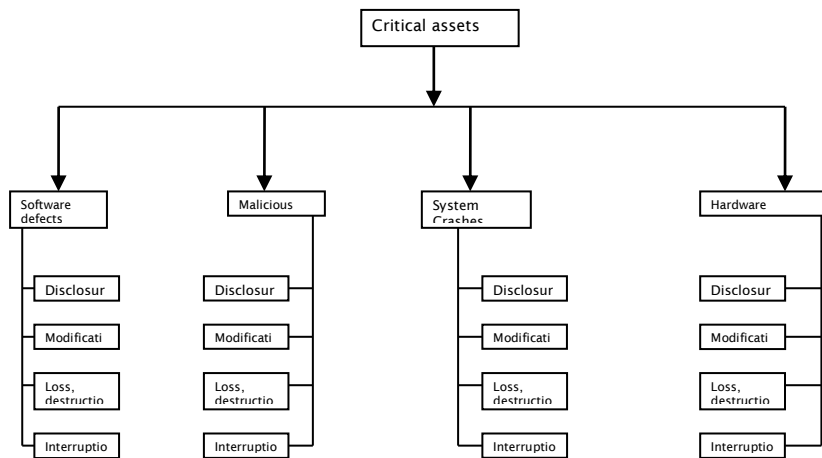 Critical assets
Software
defects
Malicious
System
Crashes
Hardware
Disclosur
Disclosur
Disclosur
Disclosur
Modificati
Modificati
Modificati
Modificati
Loss,
destructio
Loss,
destructio
Loss,
destructio
Loss,
destructio
Interruptio
Interruptio
Interruptio
Interruptio